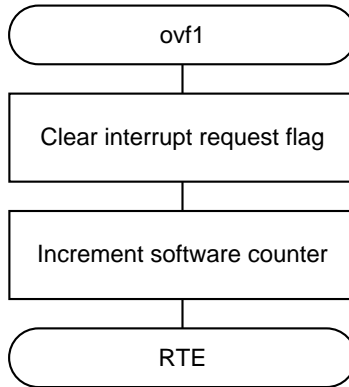 ovf1
Clear interrupt request flag
Increment software counter
RTE